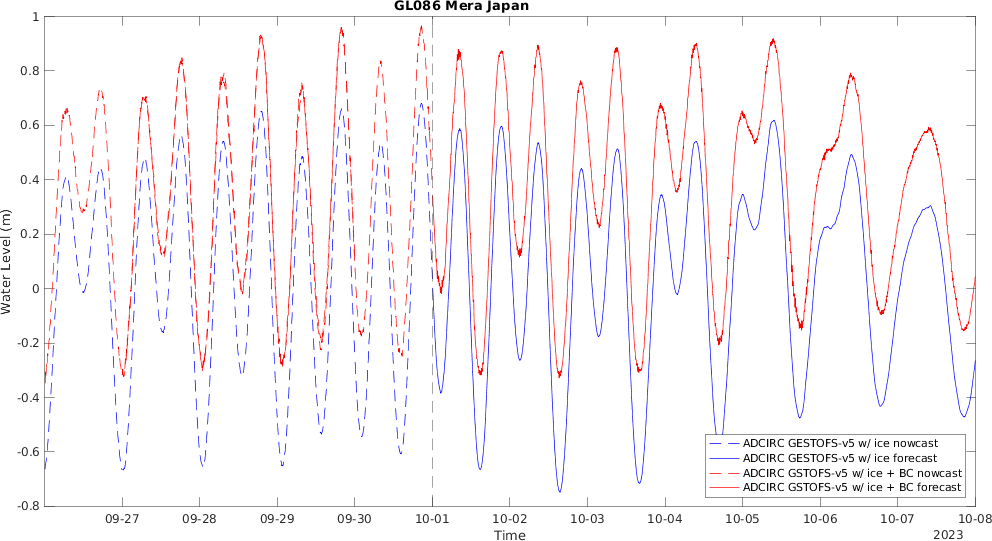 GL086 Mera Japan
Water Level (m)
1
0.8
0.6
0.4
0.2
0
-0.2
-0.4
-0.6
-0.8
09-27 09-28 09-29 09-30 10-01 10-02 10-03 10-04 10-05 10-06 10-07 10-08
Time
2023
ADCIRC GESTOFS-v5 w/ ice nowcast
ADCIRC GESTOFS-v5 w/ ice forecast
ADCIRC GSTOFS-v5 w/ ice + BC nowcast
ADCIRC GSTOFS-v5 w/ ice + BC forecast